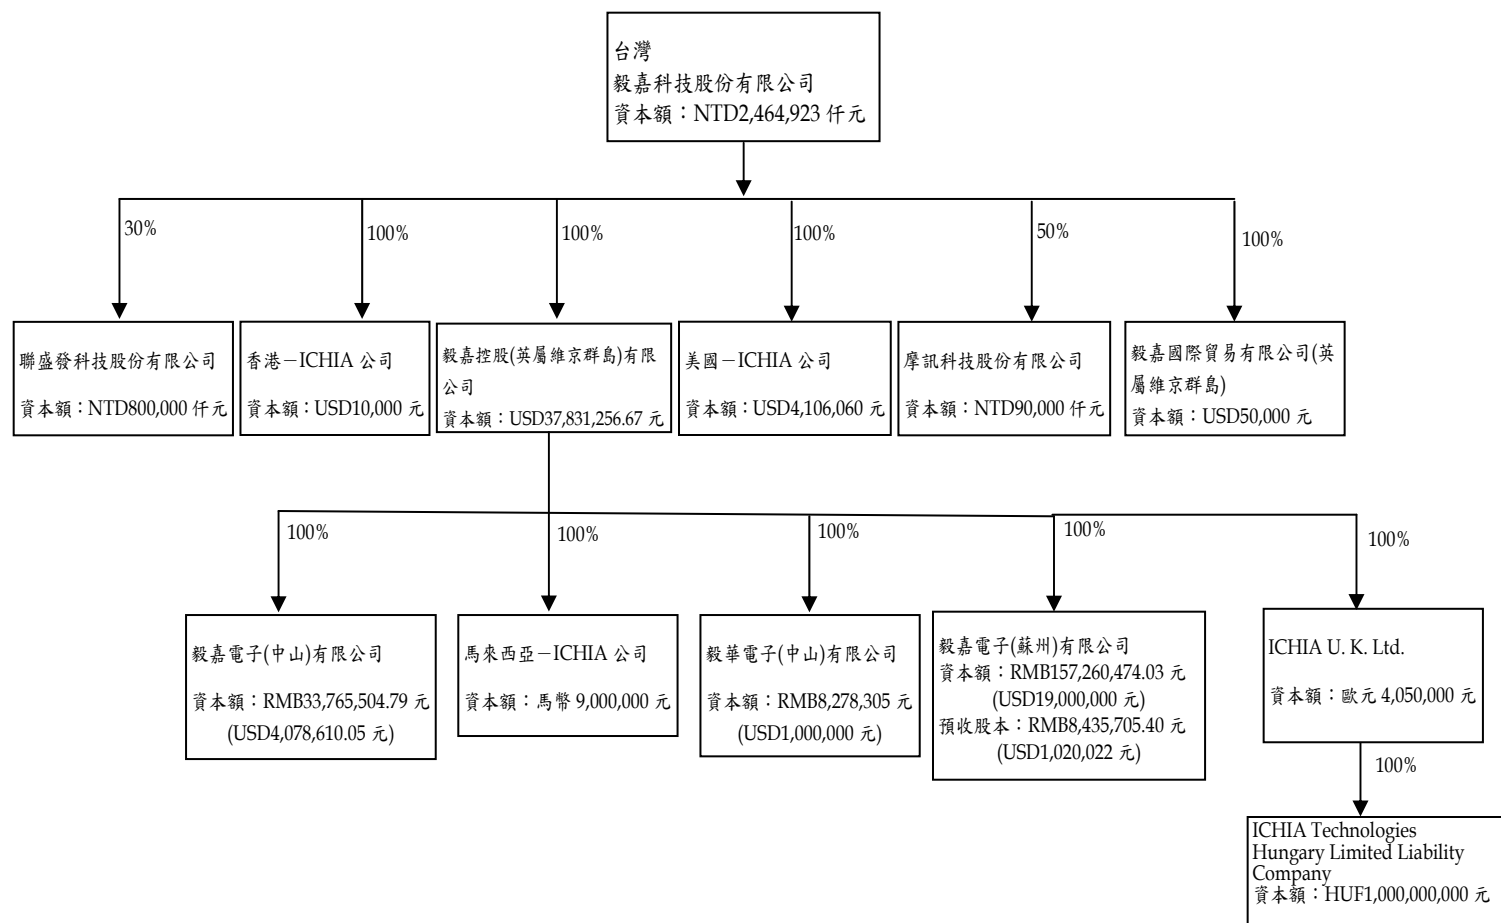 台灣
毅嘉科技股份有限公司
資本額：NTD2,464,923 仟元
30%
100%
100%
100%
50%
100%
聯盛發科技股份有限公司
資本額：NTD800,000 仟元
香港－ICHIA 公司
資本額：USD10,000 元
毅嘉控股(英屬維京群島)有限
公司
資本額：USD37,831,256.67 元
美國－ICHIA 公司
資本額：USD4,106,060 元
摩訊科技股份有限公司
資本額：NTD90,000 仟元
毅嘉國際貿易有限公司(英
屬維京群島)
資本額：USD50,000 元
100%
100%
100%
100%
100%
毅嘉電子(中山)有限公司
資本額：RMB33,765,504.79 元
(USD4,078,610.05 元)
馬來西亞－ICHIA 公司
資本額：馬幣 9,000,000 元
毅華電子(中山)有限公司
資本額：RMB8,278,305 元
(USD1,000,000 元)
毅嘉電子(蘇州)有限公司
資本額：RMB157,260,474.03 元
(USD19,000,000 元)
預收股本：RMB8,435,705.40 元
(USD1,020,022 元)
ICHIA U. K. Ltd.
資本額：歐元 4,050,000 元
100%
ICHIA Technologies
Hungary Limited Liability
Company
資本額：HUF1,000,000,000 元